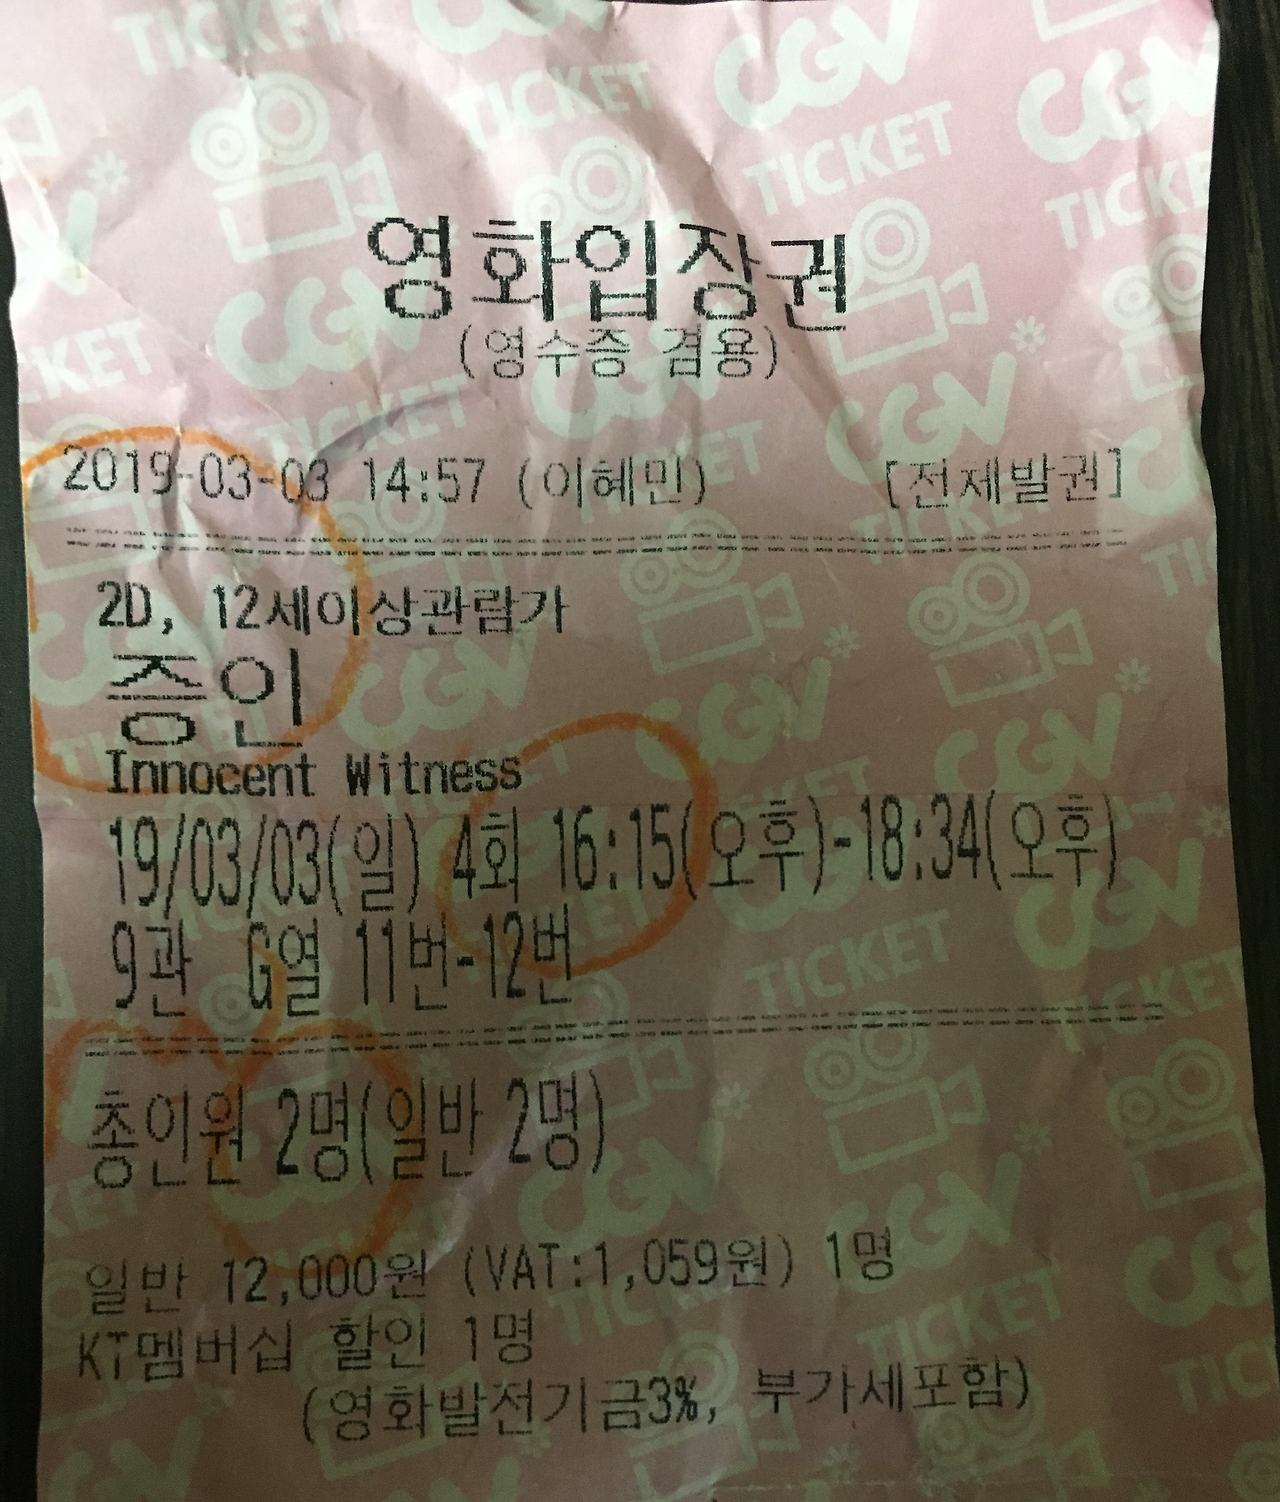 영화입장권
(영수증 겸용)
2019-03-03 14:57 (이혜민) [전체발권]
2D, 12세이상관람가
증인
Innocent Witness
19/03/03(일) 4회 16:15(오후)-18:34(오후)
9관 G열 11번-12번
총인원 2명(일반 2명)
일반 12,000원 (VAT:1,059원) 1명
KT멤버십 할인 1명
(영화발전기금3%, 부가세포함)